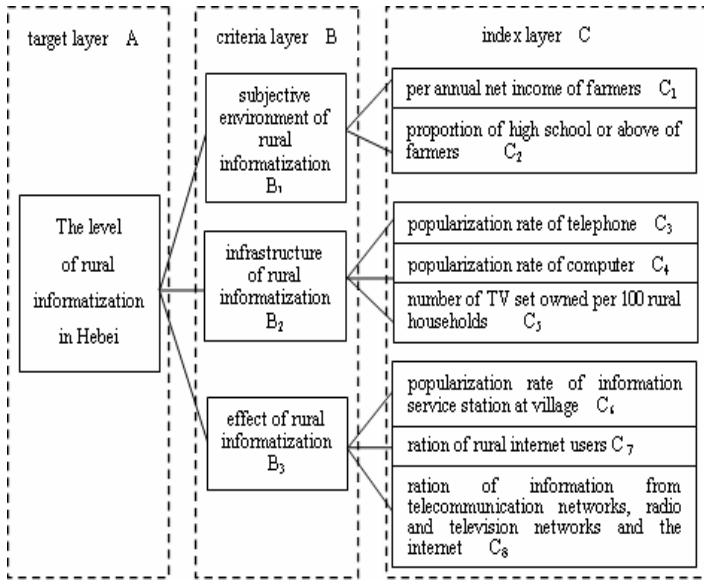 target layer A
criteria layer B
index layer C
The level
of rural
informatization
in Hebei
subjective
environment of
rural
informatization
B₁
infrastructure
of rural
informatization
B₂
effect of rural
informatization
B₃
per annual net income of farmers C₁
proportion of high school or above of
farmers C₂
popularization rate of telephone C₃
popularization rate of computer C₄
number of TV set owned per 100 rural
households C₅
popularization rate of information
service station at village C₆
ration of rural internet users C₇
ration of information from
telecommunication networks, radio
and television networks and the
internet C₈